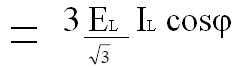 = 3 E_L/√3 I_L cosφ